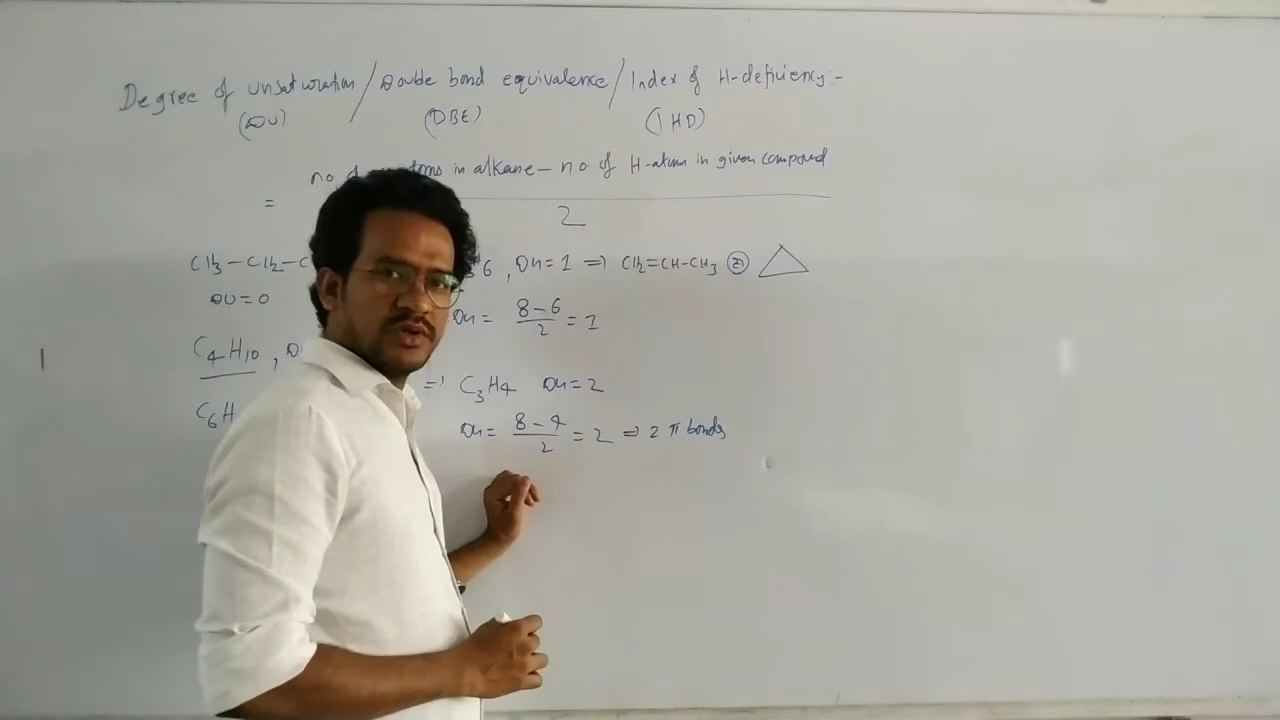 Degree of unsaturation / Double bond equivalence / Index of H-deficiency :-
(DU) (DBE) (IHD)
no atoms in alkane - no of H-atom in given compound
= 2
CH3-CH2-C 6 , DU=1 => CH2=CH-CH3 ②
DU=0 DU= 8-6/2 = 1
C4H10 , D
=> C3H4 DU=2
C6H
DU= 8-4/2 = 2 => 2 π bonds